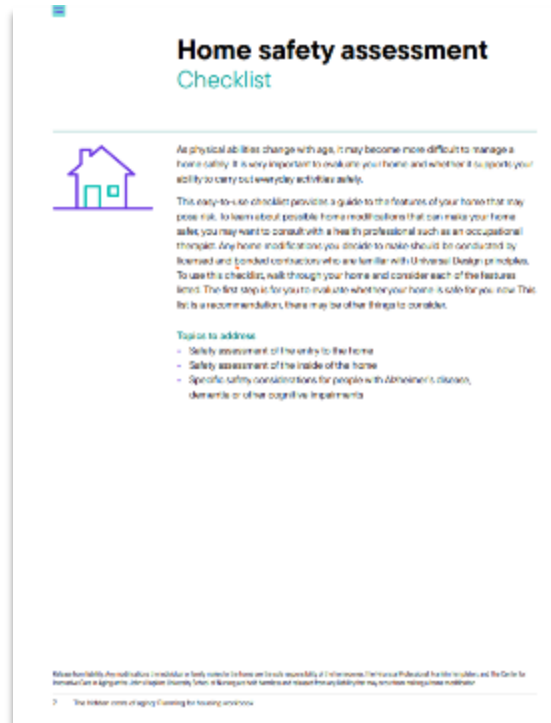 Home safety assessment
Checklist
As physical abilities change with age, it may become more difficult to manage a
home safely. It is very important to evaluate your home and whether it supports your
ability to carry out everyday activities safely.
This easy-to-use checklist provides a guide to the features of your home that may
pose risk. To learn about possible home modifications that can make your home
safer, you may want to consult with a health professional such as an occupational
therapist. Any home modifications you decide to make should be conducted by
licensed and bonded contractors who are familiar with Universal Design principles.
To use this checklist, walk through your home and consider each of the features
listed. The first step is for you to evaluate whether your home is safe for you now. This
list is a recommendation, there may be other things to consider.
Topics to address
- Safety assessment of the entry to the home
- Safety assessment of the inside of the home
- Specific safety considerations for people with Alzheimer's disease,
dementia or other cognitive impairments
The hidden costs of aging: Planning for housing